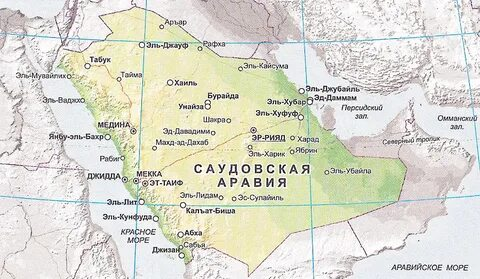 Аръар
Эль-Джауф
Рафха
Табук
Эль-Кайсума
Эль-Мувайлих
Тайма
Хаиль
Эль-Джубайль
Эль-Ваджх
Бурайда
Унайза
Эль-Хубар
Эд-Даммам
Персидский
зал.
Шакра
Эль-Хуфуф
Оманский
зал.
МЕДИНА
Эд-Давадими
ЭР-РИЯД
Харад
Северный тропик
Янбу-эль-Бахр
Махд-эд-Дахаб
Эль-Харик
Ябрин
Рабиг
САУДОВСКАЯ
АРАВИЯ
Эль-Убайла
ДЖИДДА
МЕККА
ЭТ-ТАИФ
Эль-Лит
Эль-Лидам
Эс-Сулайиль
Калъат-Биша
Эль-Кунфуда
КРАСНОЕ
МОРЕ
Абха
Сабья
Джизан
АРАВИЙСКОЕ МОРЕ